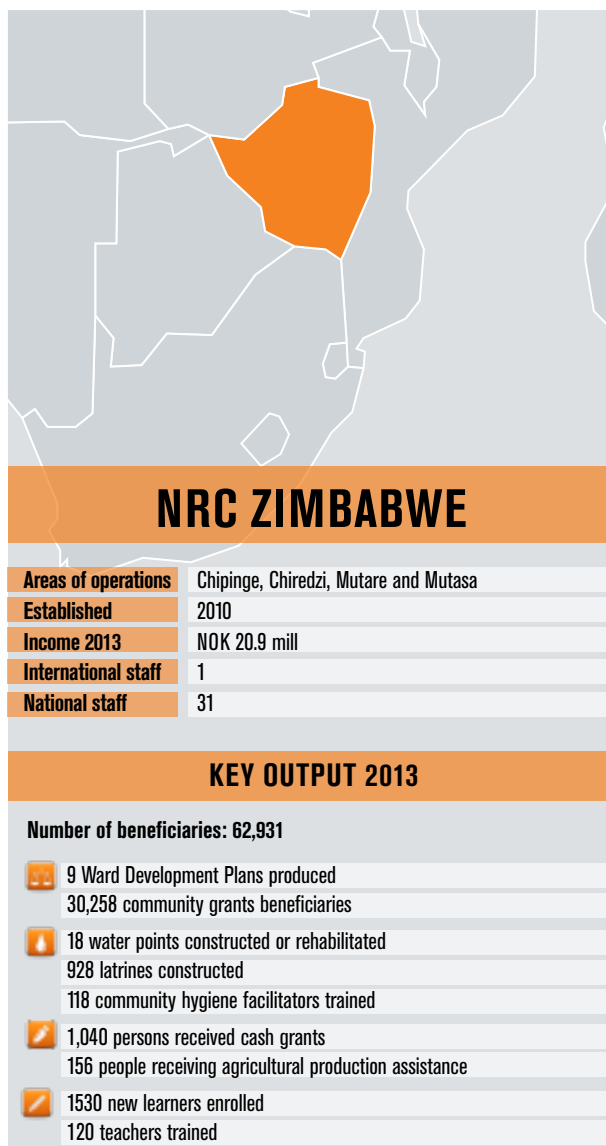 NRC ZIMBABWE
Areas of operations Chipinge, Chiredzi, Mutare and Mutasa
Established 2010
Income 2013 NOK 20.9 mill
International staff 1
National staff 31
KEY OUTPUT 2013
Number of beneficiaries: 62,931
9 Ward Development Plans produced
30,258 community grants beneficiaries
18 water points constructed or rehabilitated
928 latrines constructed
118 community hygiene facilitators trained
1,040 persons received cash grants
156 people receiving agricultural production assistance
1530 new learners enrolled
120 teachers trained